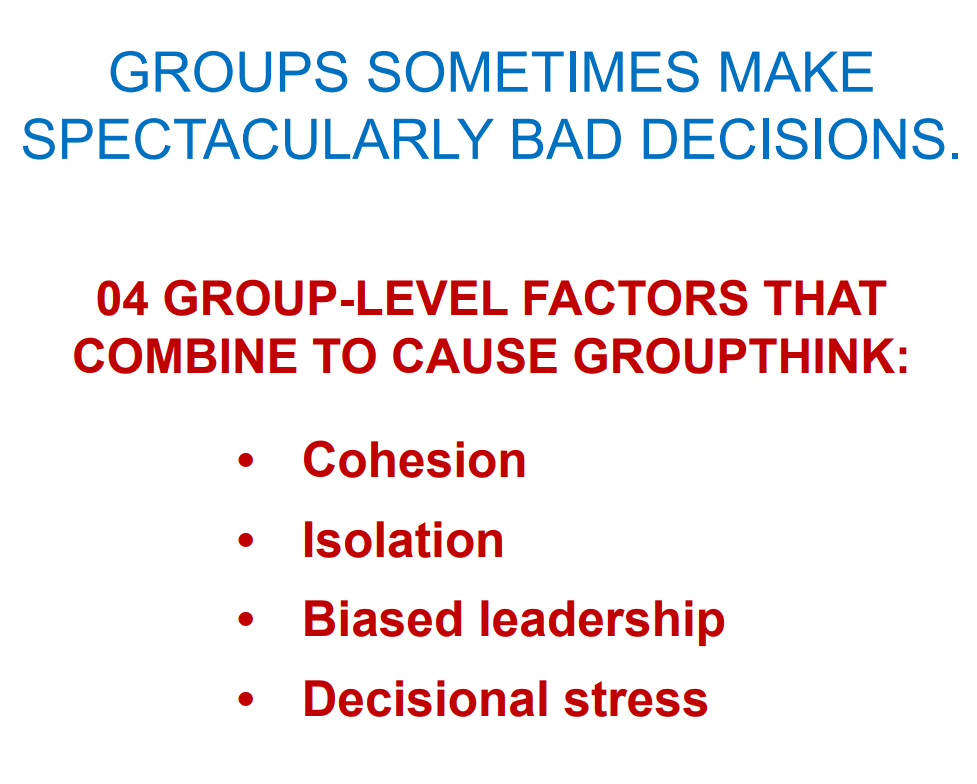 GROUPS SOMETIMES MAKE
SPECTACULARLY BAD DECISIONS.
04 GROUP-LEVEL FACTORS THAT
COMBINE TO CAUSE GROUPTHINK:
• Cohesion
• Isolation
• Biased leadership
• Decisional stress